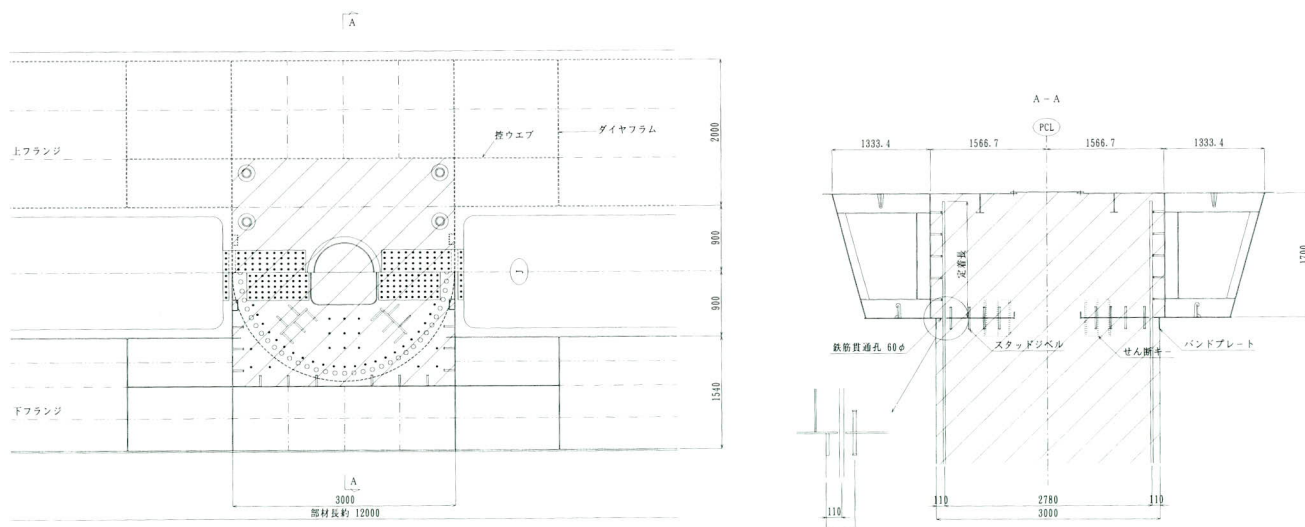 A
上フランジ
控ウエブ
ダイヤフラム
2000
900
J
900
1540
下フランジ
A
3000
部材長約 12000
A - A
PCL
1333.4
1566.7
1566.7
1333.4
1700
定着長
鉄筋貫通孔 60φ
スタッドジベル
せん断キー
バンドプレート
110
110
2780
110
3000